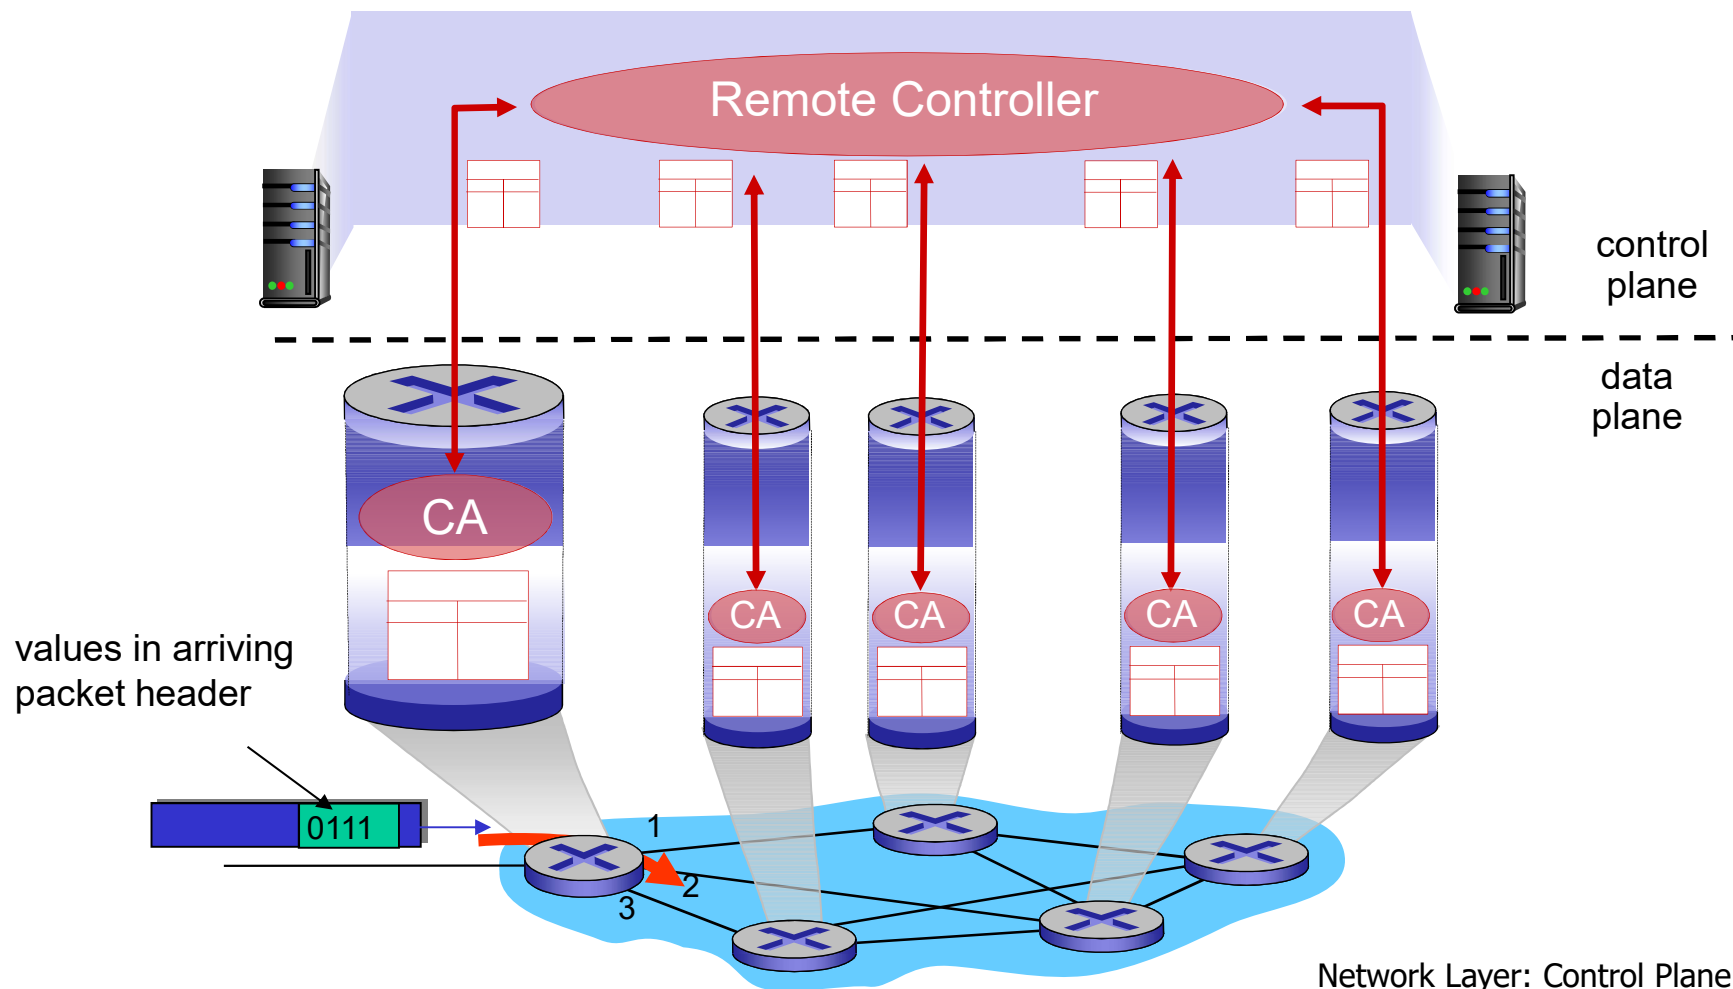 Remote Controller
control
plane
data
plane
CA
CA
CA
CA
CA
values in arriving
packet header
0111
1
2
3
Network Layer: Control Plane